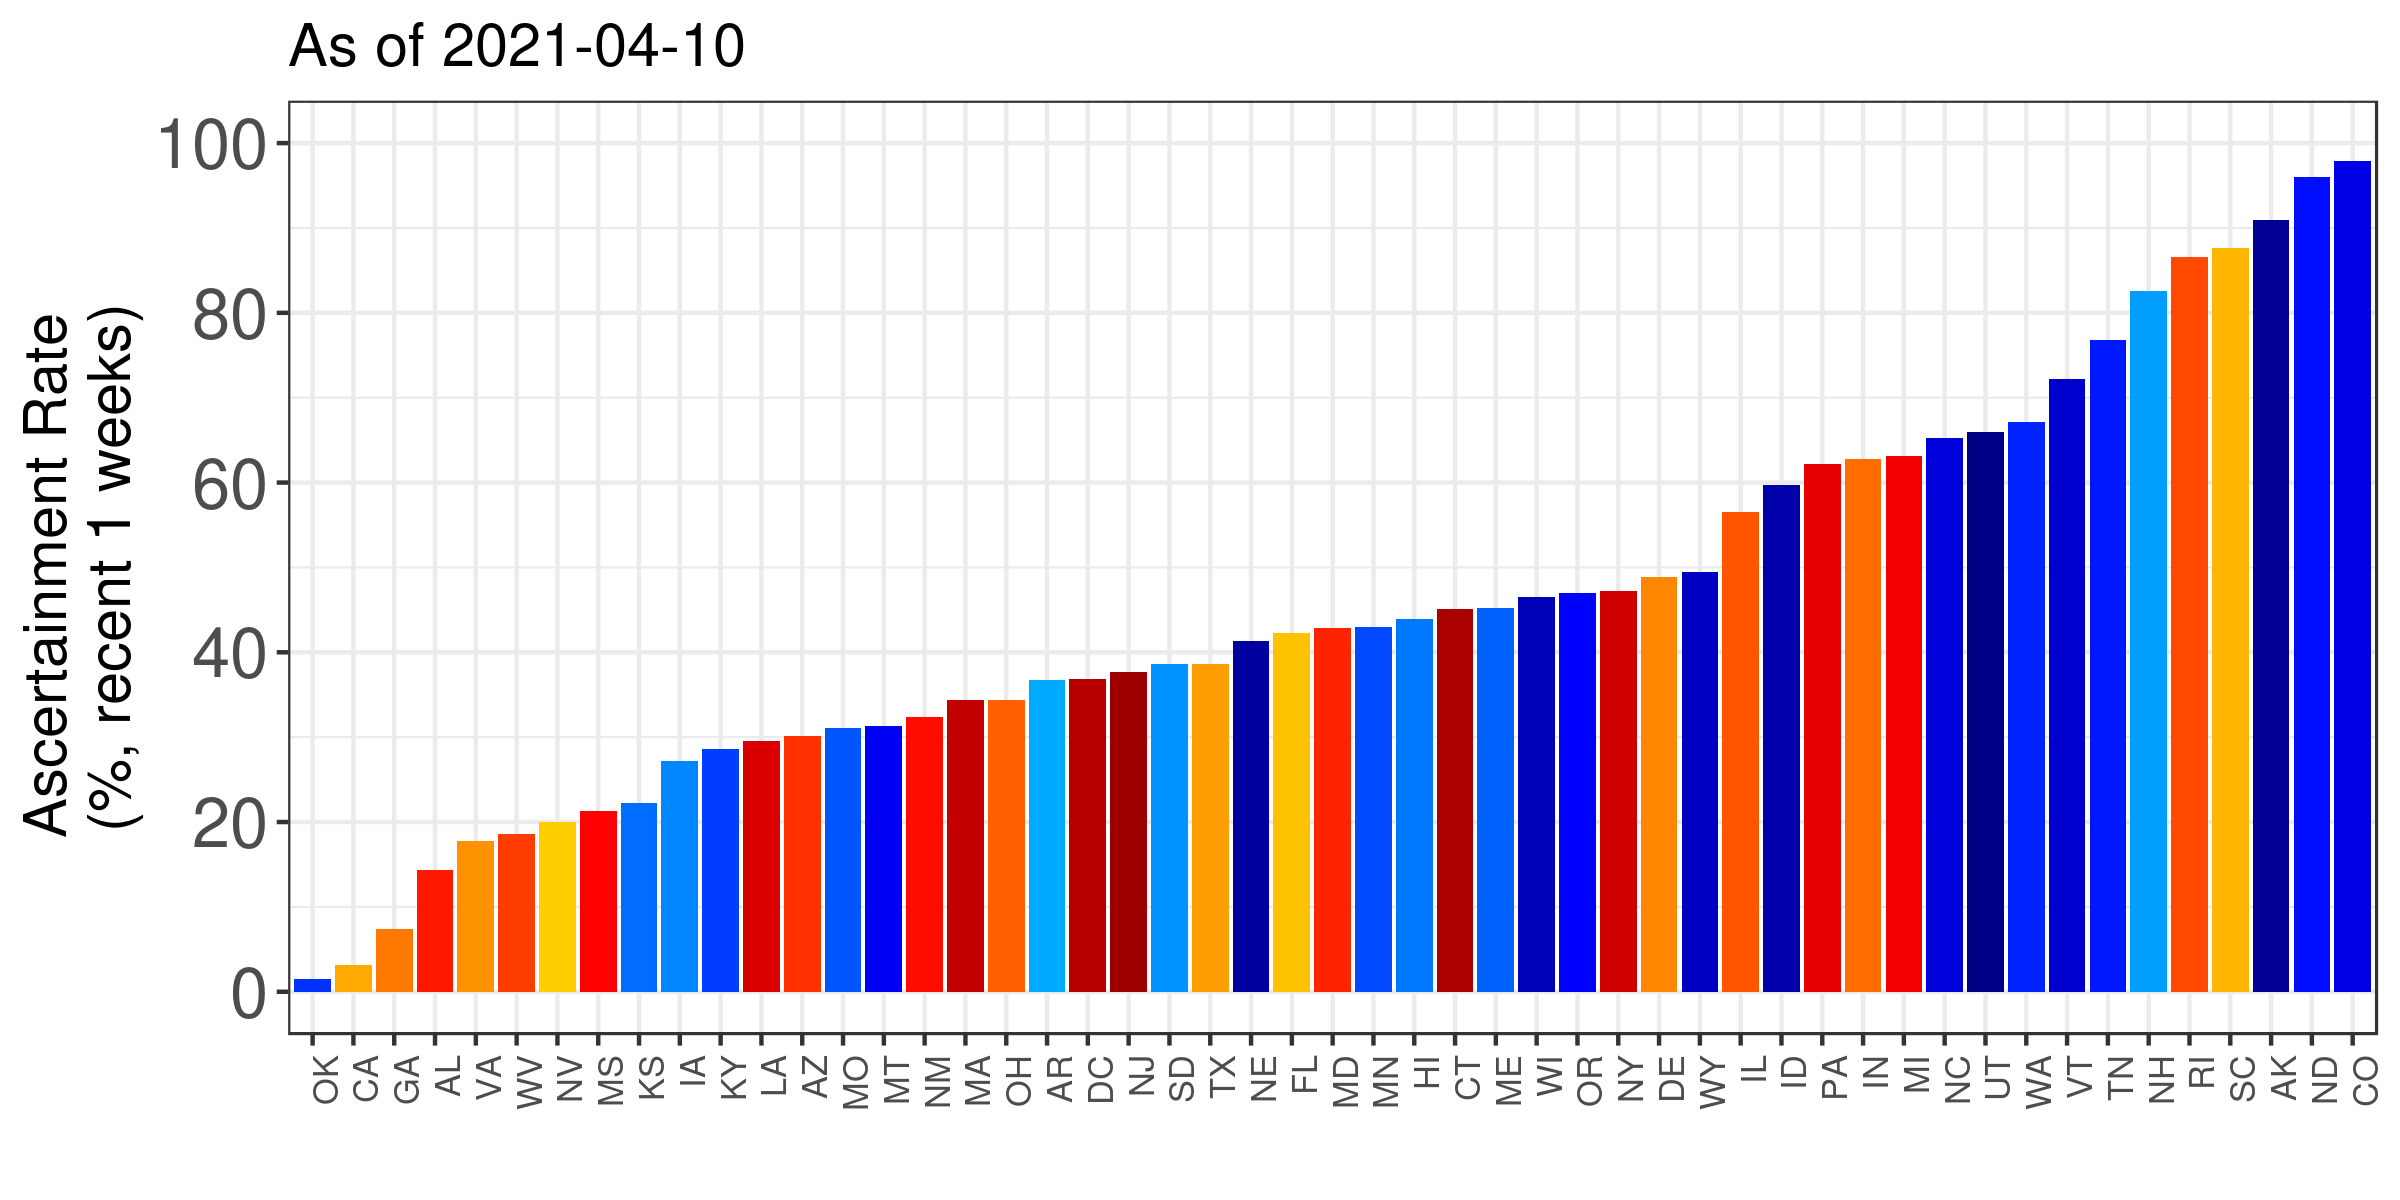 As of 2021-04-10
Ascertainment Rate
(%, recent 1 weeks)
100
80
60
40
20
0
OK CA GA AL VA WV NV MS KS IA KY LA AZ MO MT NM MA OH AR DC NJ SD TX NE FL MD MN HI CT ME WI OR NY DE WY IL ID PA IN MI NC UT WA VT TN NH RI SC AK ND CO